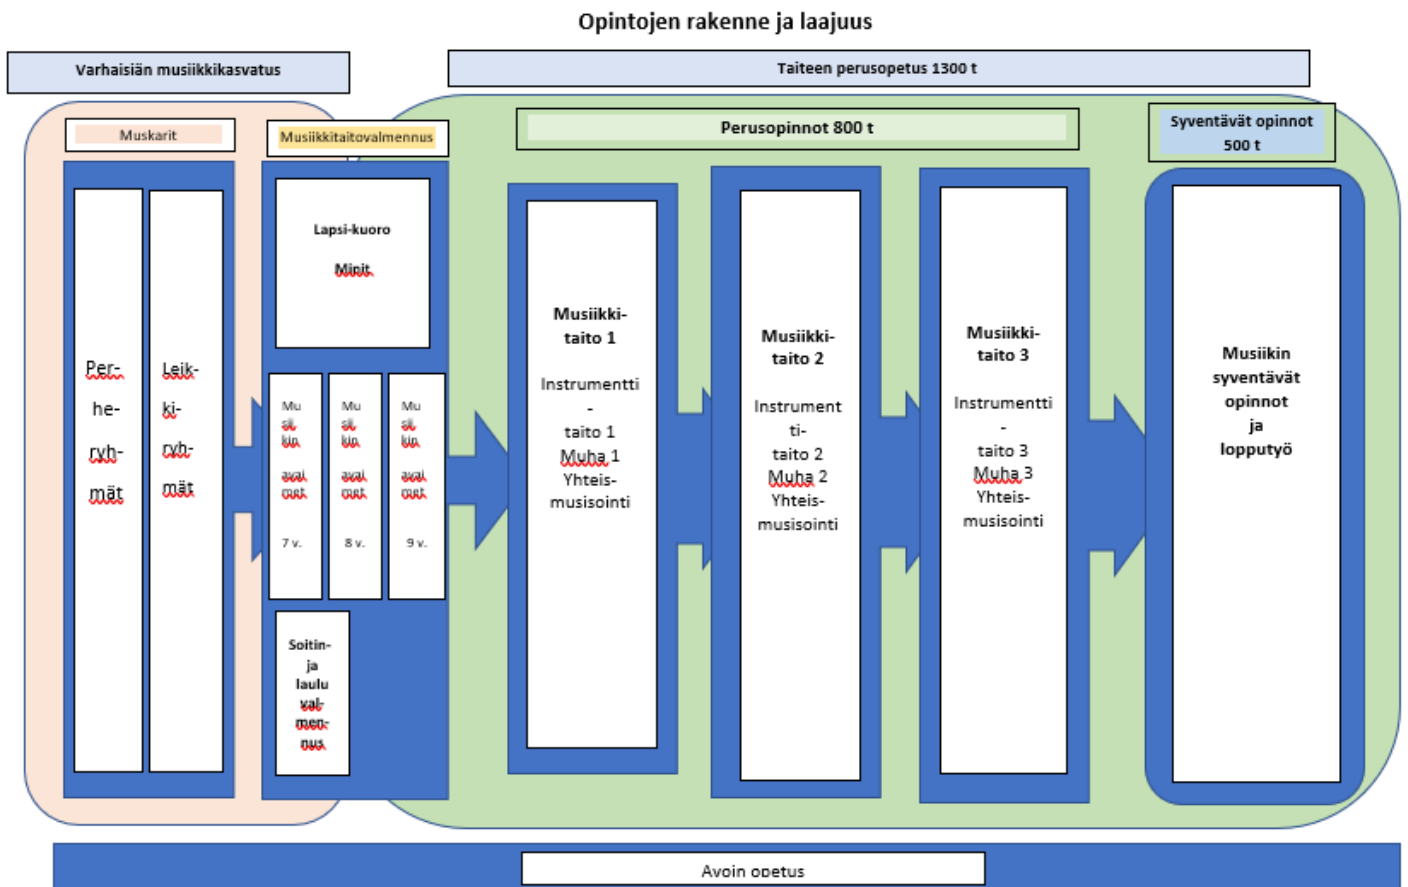 Opintojen rakenne ja laajuus
Varhaisiän musiikkikasvatus
Taiteen perusopetus 1300 t
Muskarit
Musiikkitaitovalmennus
Perusopinnot 800 t
Syventävät opinnot
500 t
Per-
he-
ryh-
mät
Leik-
ki-
ryh-
mät
Lapsi-kuoro
Minit
Mu
sii
kin
avai
met
7 v.
Mu
sii
kin
avai
met
8 v.
Mu
sii
kin
avai
met
9 v.
Soitin-
ja
laulu
val-
men-
nus
Musiikki-
taito 1
Instrumentti
-
taito 1
Muha 1
Yhteis-
musisointi
Musiikki-
taito 2
Instrument
ti-
taito 2
Muha 2
Yhteis-
musisointi
Musiikki-
taito 3
Instrumentti
-
taito 3
Muha 3
Yhteis-
musisointi
Musiikin
syventävät
opinnot
ja
lopputyö
Avoin opetus